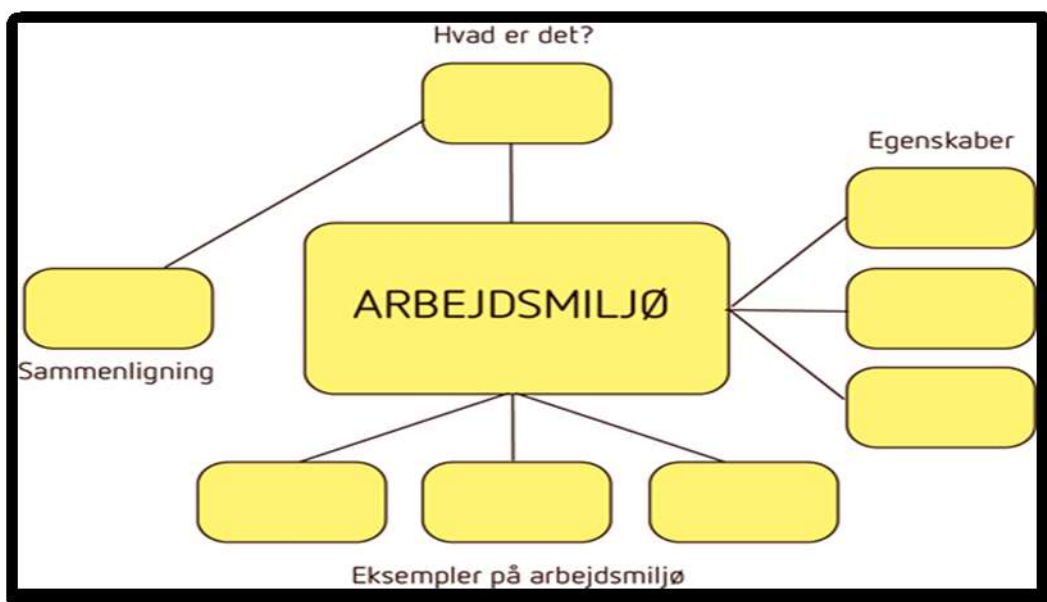 Hvad er det?
Egenskaber
ARBEJDSMILJØ
Sammenligning
Eksempler på arbejdsmiljø